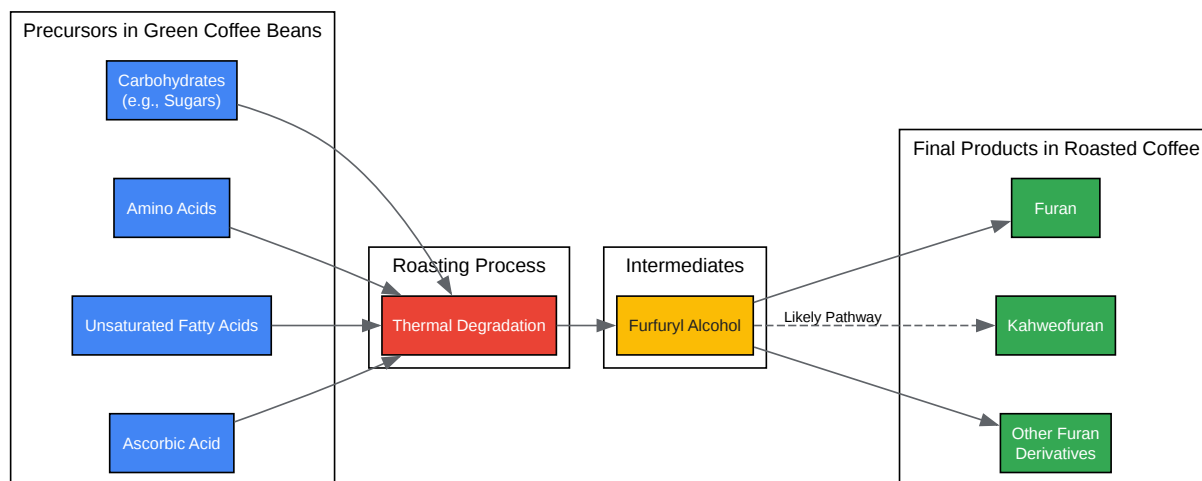 Precursors in Green Coffee Beans
Carbohydrates
(e.g., Sugars)
Amino Acids
Unsaturated Fatty Acids
Ascorbic Acid
Roasting Process
Thermal Degradation
Intermediates
Furfuryl Alcohol
Likely Pathway
Final Products in Roasted Coffee
Furan
Kahweofuran
Other Furan
Derivatives